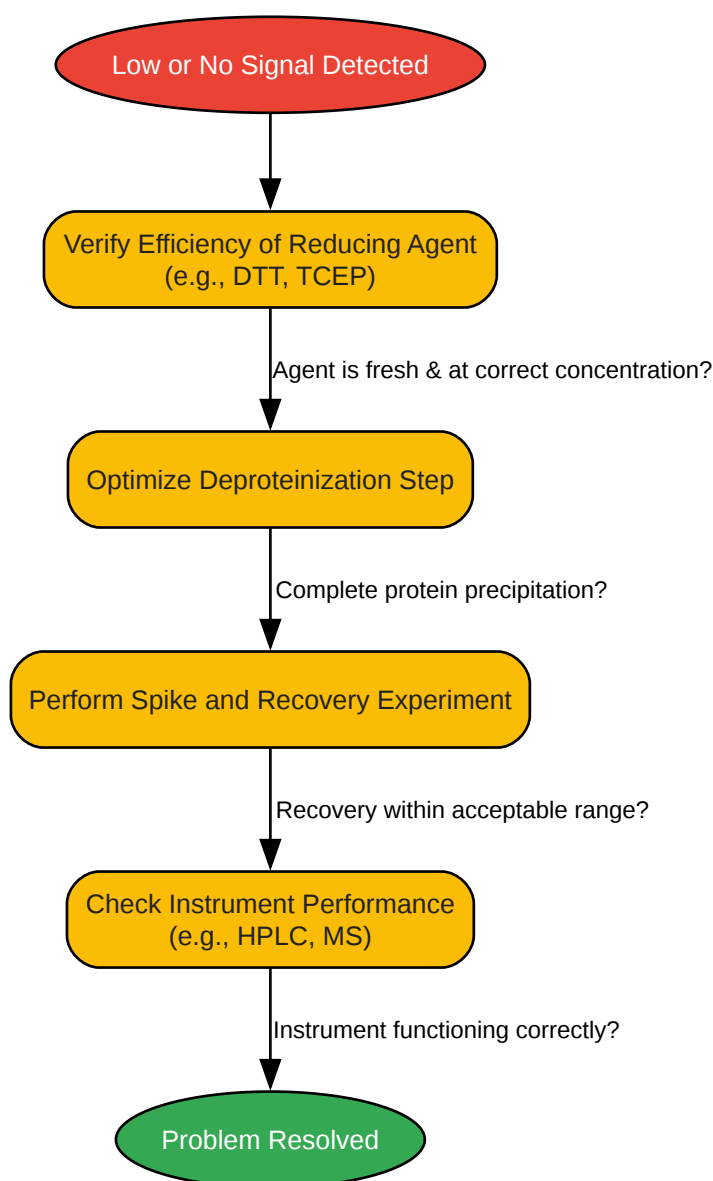 Low or No Signal Detected
Verify Efficiency of Reducing Agent
(e.g., DTT, TCEP)
Agent is fresh & at correct concentration?
Optimize Deproteinization Step
Complete protein precipitation?
Perform Spike and Recovery Experiment
Recovery within acceptable range?
Check Instrument Performance
(e.g., HPLC, MS)
Instrument functioning correctly?
Problem Resolved